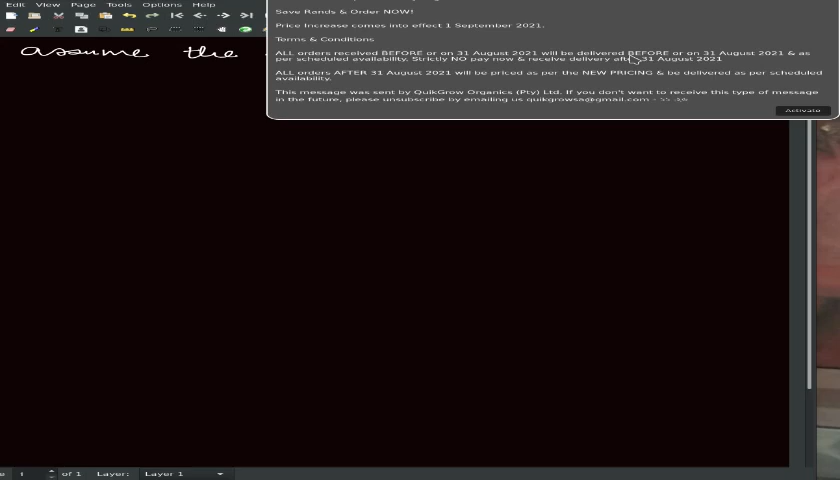 Edit View Page Tools Options Help
Save Rands & Order NOW!
Price Increase comes into effect 1 September 2021.
Terms & Conditions
ALL orders received BEFORE or on 31 August 2021 will be delivered BEFORE or on 31 August 2021 & as
per scheduled availability. Strictly NO pay now & receive delivery after 31 August 2021
ALL orders AFTER 31 August 2021 will be priced as per the NEW PRICING & be delivered as per scheduled
availability.
This message was sent by QuikGrow Organics (Pty) Ltd. If you don't want to receive this type of message
in the future, please unsubscribe by emailing us quikgrowsa@gmail.com
Activate
assume the
of 1 Layer: Layer 1